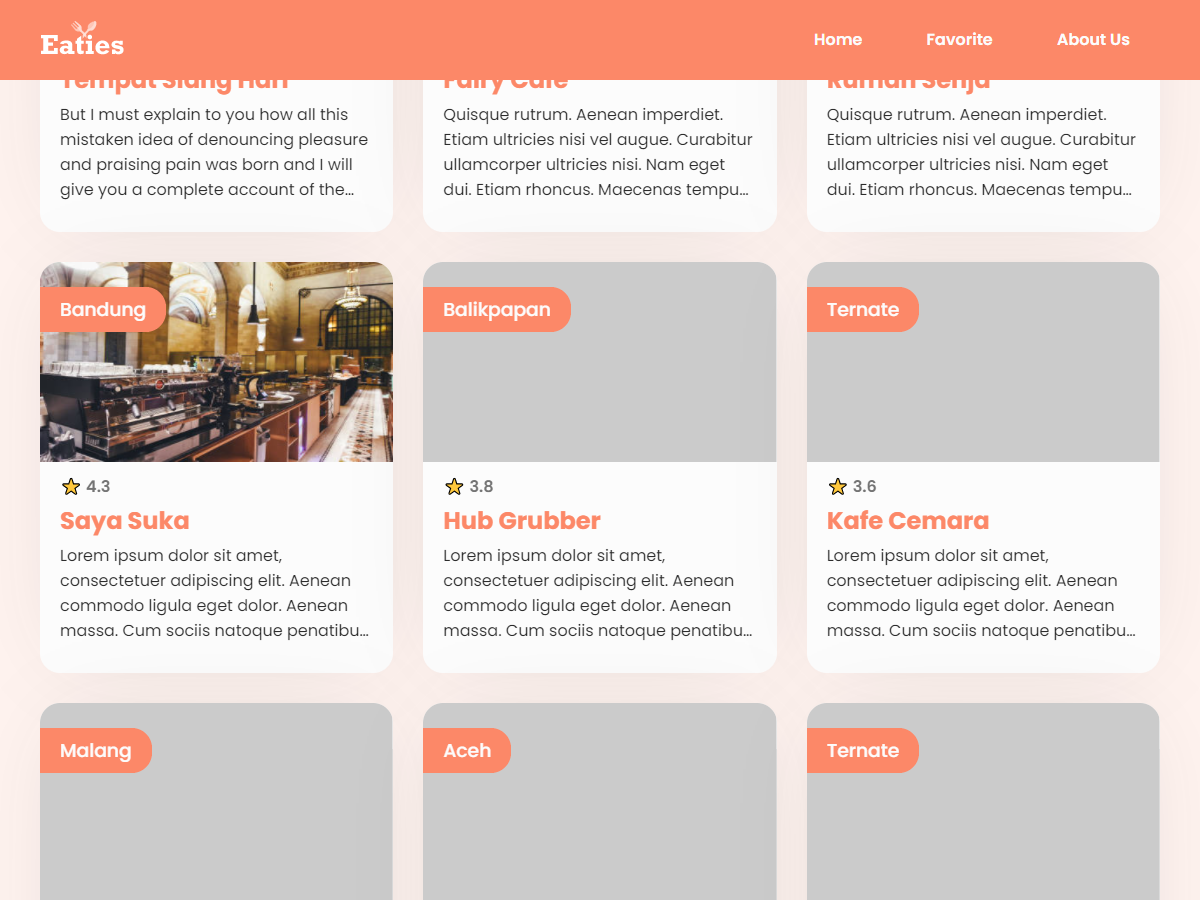 Eaties
Home
Favorite
About Us
Tempat Siang Hari
Fairy Cafe
Rumah Senja
But I must explain to you how all this
mistaken idea of denouncing pleasure
and praising pain was born and I will
give you a complete account of the...
Quisque rutrum. Aenean imperdiet.
Etiam ultricies nisi vel augue. Curabitur
ullamcorper ultricies nisi. Nam eget
dui. Etiam rhoncus. Maecenas tempu...
Quisque rutrum. Aenean imperdiet.
Etiam ultricies nisi vel augue. Curabitur
ullamcorper ultricies nisi. Nam eget
dui. Etiam rhoncus. Maecenas tempu...
Bandung
4.3
Saya Suka
Lorem ipsum dolor sit amet,
consectetuer adipiscing elit. Aenean
commodo ligula eget dolor. Aenean
massa. Cum sociis natoque penatibu...
Balikpapan
3.8
Hub Grubber
Lorem ipsum dolor sit amet,
consectetuer adipiscing elit. Aenean
commodo ligula eget dolor. Aenean
massa. Cum sociis natoque penatibu...
Ternate
3.6
Kafe Cemara
Lorem ipsum dolor sit amet,
consectetuer adipiscing elit. Aenean
commodo ligula eget dolor. Aenean
massa. Cum sociis natoque penatibu...
Malang
Aceh
Ternate